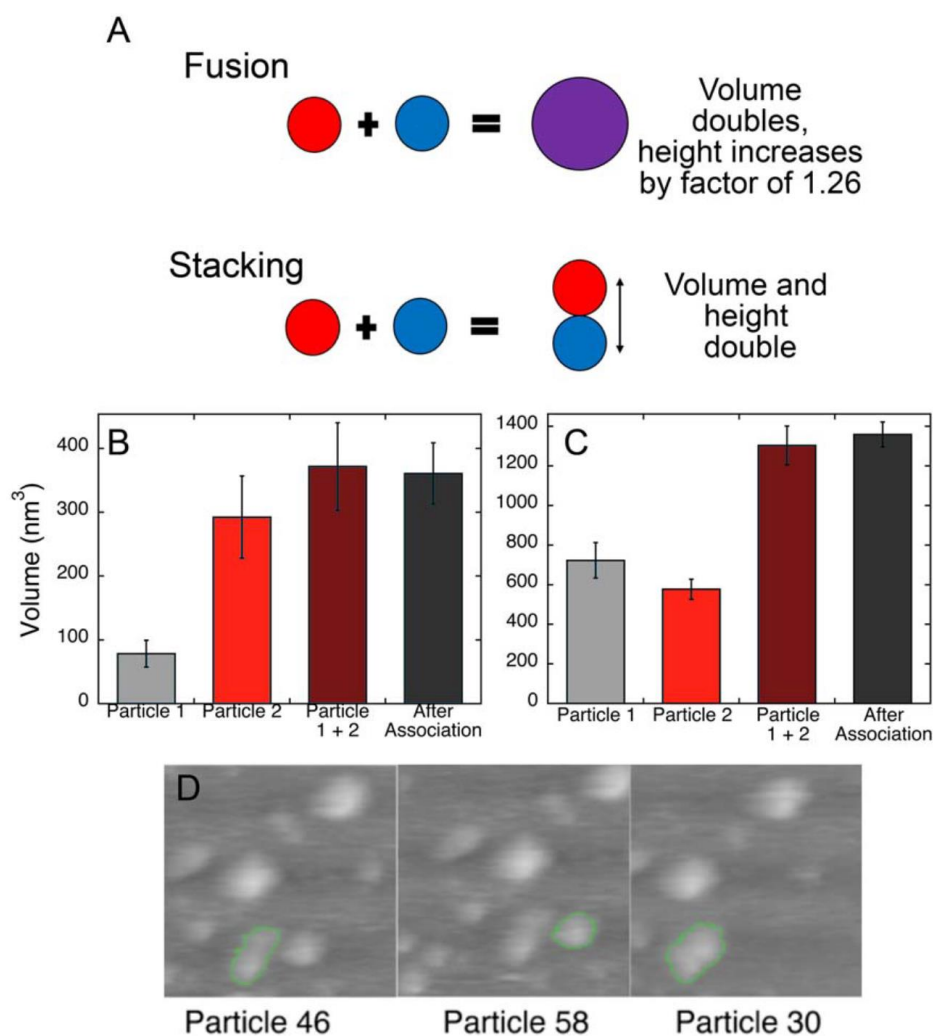 A
Fusion
+ =
Volume
doubles,
height increases
by factor of 1.26
Stacking
+ =
Volume and
height
double
B
Volume (nm³)
400
300
200
100
0
Particle 1
Particle 2
Particle
1 + 2
After
Association
C
1400
1200
800
600
400
200
0
Particle 1
Particle 2
Particle
1 + 2
After
Association
D
Particle 46
Particle 58
Particle 30